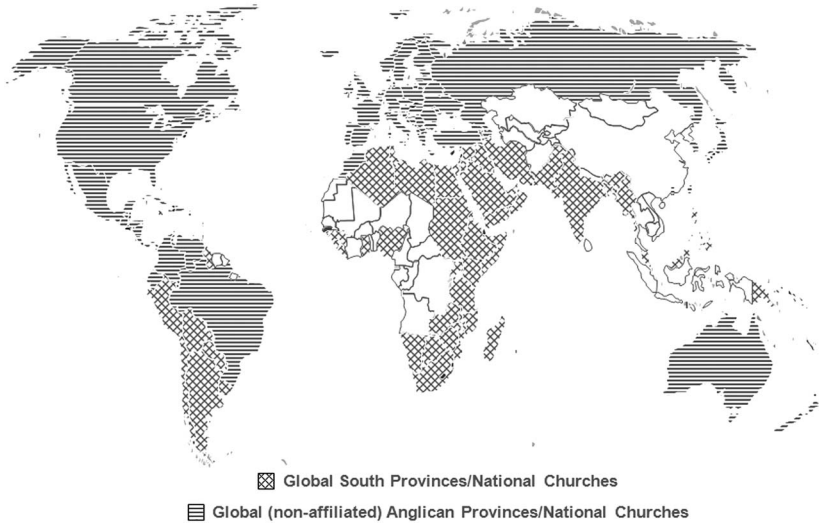 Global South Provinces/National Churches
Global (non-affiliated) Anglican Provinces/National Churches